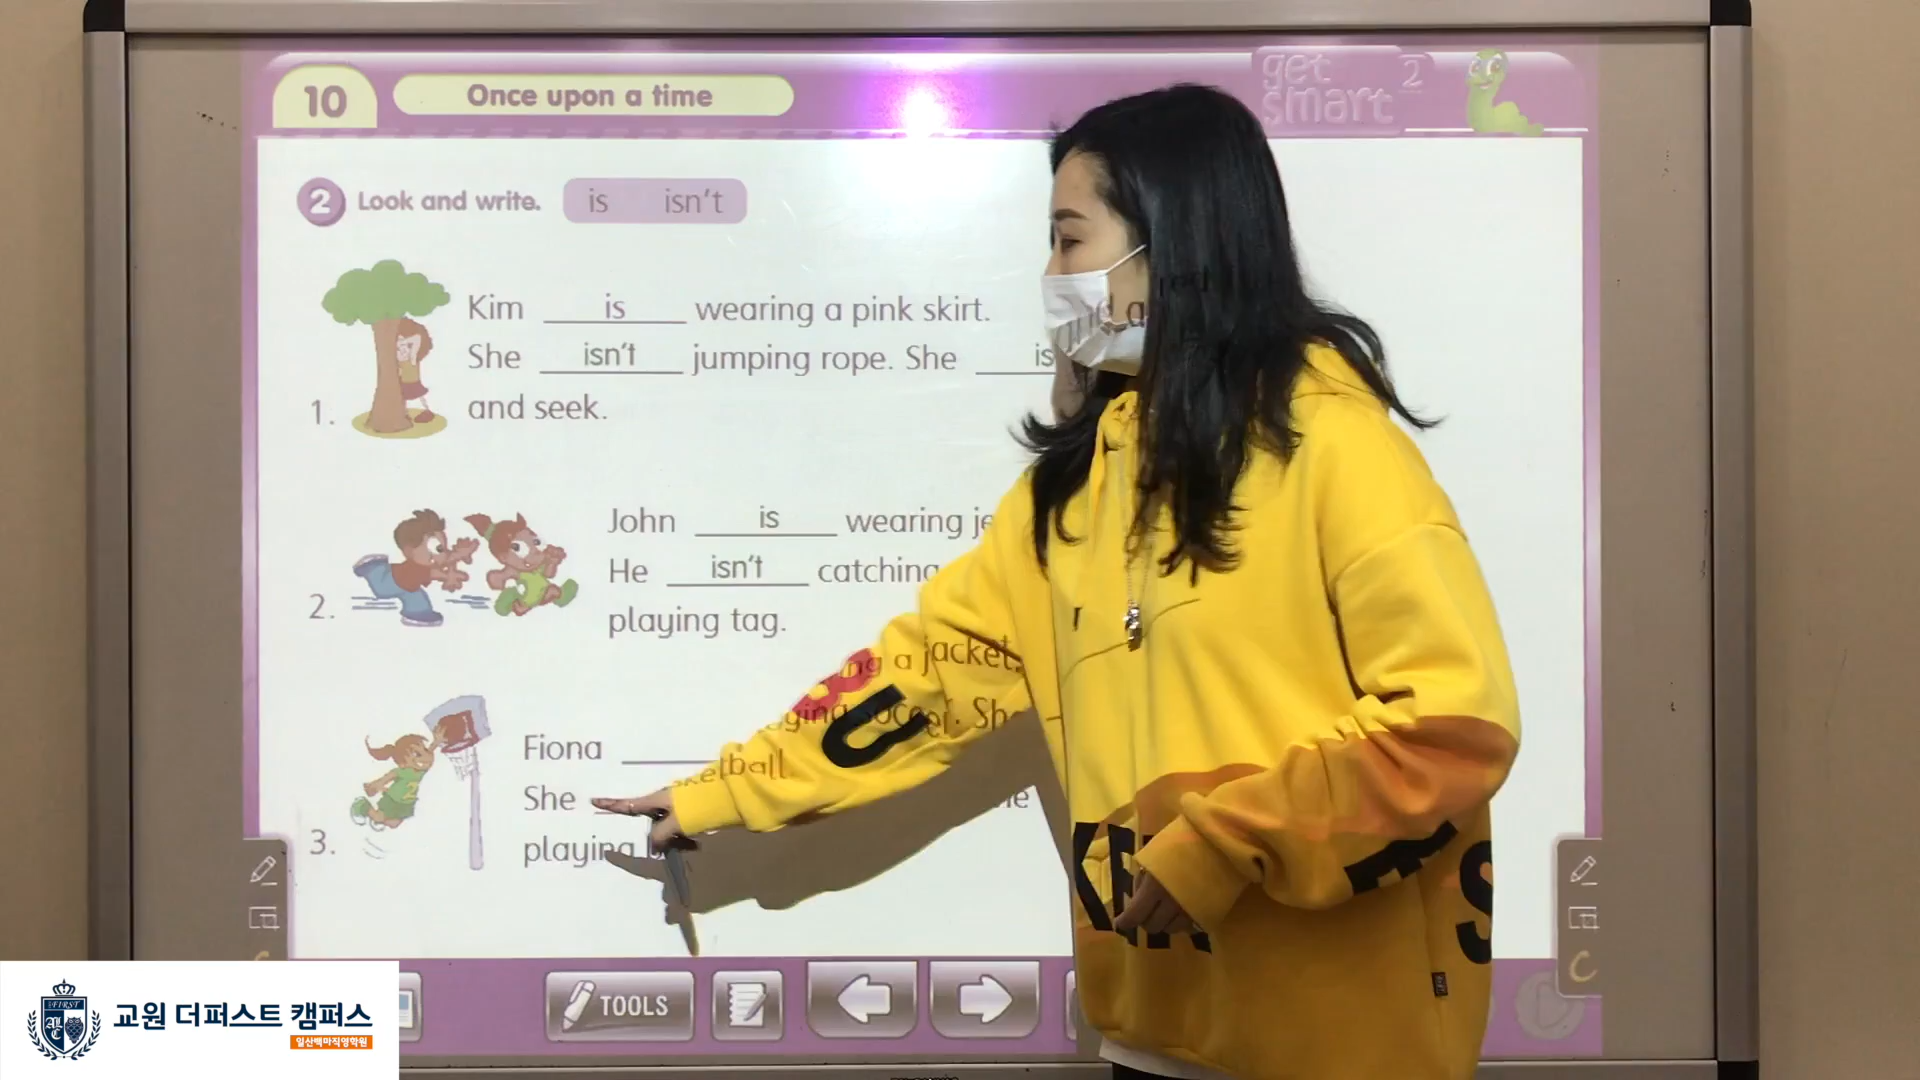 10 Once upon a time
get smart 2
2 Look and write. is isn't
Kim is wearing a pink skirt.
She isn't jumping rope. She is
1. and seek.
John is wearing
He isn't catching
2. playing tag.
a jacket.
Fiona soccer. She
She
3. playing
TOOLS
FIRST
교원 더퍼스트 캠퍼스
일산백마직영학원